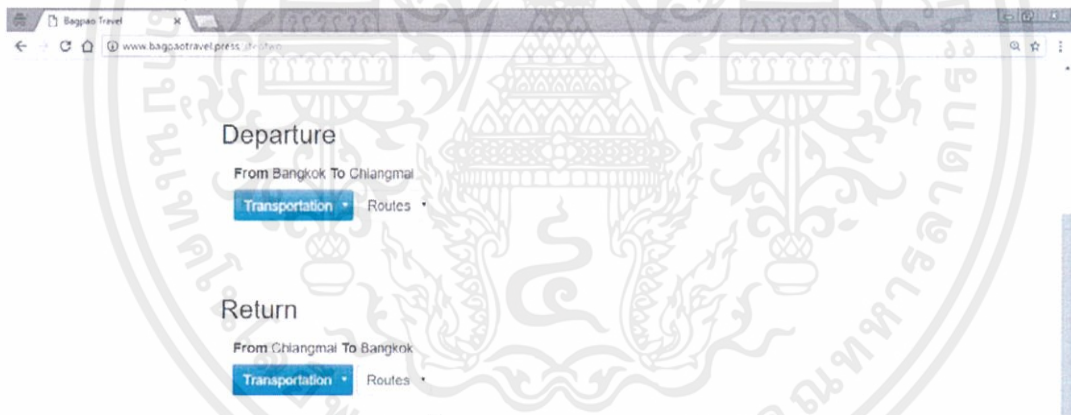 Bagpao Travel
www.bagpaotravel.press
Departure
From Bangkok To Chiangmai
Transportation Routes
Return
From Chiangmai To Bangkok
Transportation Routes